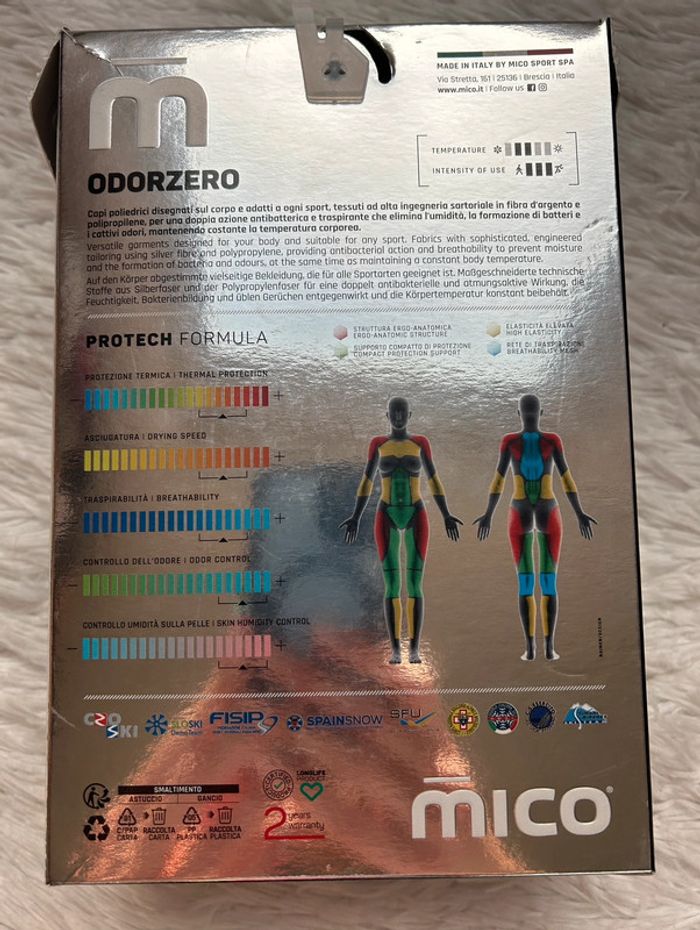 m
MADE IN ITALY BY MICO SPORT SPA
Via Stretta, 161 | 25136 | Brescia | Italia
www.mico.it | Follow us
TEMPERATURE
INTENSITY OF USE
ODORZERO
Capi poliedrici disegnati sul corpo e adatti a ogni sport, tessuti ad alta ingegneria sartoriale in fibra d'argento e
polipropilene, per una doppia azione antibatterica e traspirante che elimina l'umidità, la formazione di batteri e
i cattivi odori, mantenendo costante la temperatura corporea.
Versatile garments designed for your body and suitable for any sport. Fabrics with sophisticated, engineered
tailoring using silver fibre and polypropylene, providing antibacterial action and breathability to prevent moisture
and the formation of bacteria and odours, at the same time as maintaining a constant body temperature.
Auf den Körper abgestimmte vielseitige Bekleidung, die für alle Sportarten geeignet ist. Maßgeschneiderte technische
Stoffe aus Silberfaser und der Polypropylenfaser für eine doppelt antibakterielle und atmungsaktive Wirkung, die
Feuchtigkeit, Bakterienbildung und üblen Gerüchen entgegenwirkt und die Körpertemperatur konstant beibehält.
PROTECH FORMULA
STRUTTURA ERGO-ANATOMICA
ERGO-ANATOMIC STRUCTURE
SUPPORTO COMPATTO DI PROTEZIONE
COMPACT PROTECTION SUPPORT
ELASTICITÀ ELEVATA
HIGH ELASTICITY
RETE DI TRASPIRAZIONE
BREATHABILITY MESH
PROTEZIONE TERMICA | THERMAL PROTECTION
- +
ASCIUGATURA | DRYING SPEED
- +
TRASPIRABILITÀ | BREATHABILITY
- +
CONTROLLO DELL'ODORE | ODOR CONTROL
- +
CONTROLLO UMIDITÀ SULLA PELLE | SKIN HUMIDITY CONTROL
- +
CZO SKI
SLOSKI
Demo Team
FISIP
SPAINSNOW
SFU
SMALTIMENTO
ASTUCCIO GANCIO
C/PAP
CARTA
RACCOLTA
CARTA
PP
PLASTICA
RACCOLTA
PLASTICA
LONGLIFE
PRODUCT
2 years
warranty
mico